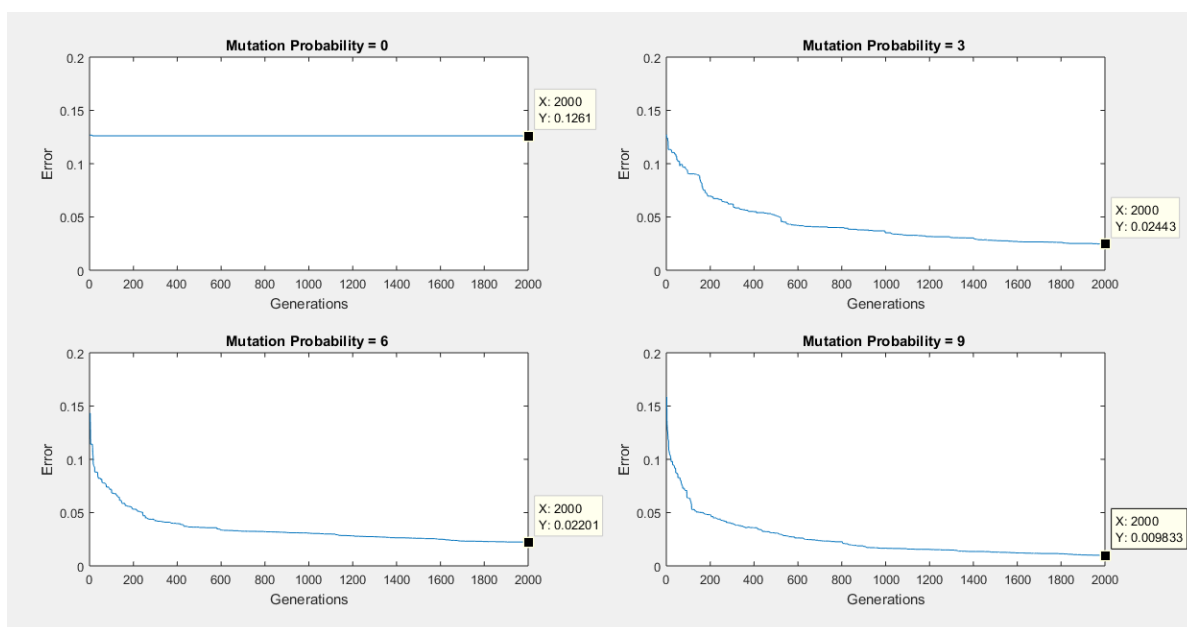 Mutation Probability = 0
0.2
0.15
0.1
0.05
0
Error
X: 2000
Y: 0.1261
0 200 400 600 800 1000 1200 1400 1600 1800 2000
Generations
Mutation Probability = 3
0.2
0.15
0.1
0.05
0
Error
X: 2000
Y: 0.02443
0 200 400 600 800 1000 1200 1400 1600 1800 2000
Generations
Mutation Probability = 6
0.2
0.15
0.1
0.05
0
Error
X: 2000
Y: 0.02201
0 200 400 600 800 1000 1200 1400 1600 1800 2000
Generations
Mutation Probability = 9
0.2
0.15
0.1
0.05
0
Error
X: 2000
Y: 0.009833
0 200 400 600 800 1000 1200 1400 1600 1800 2000
Generations